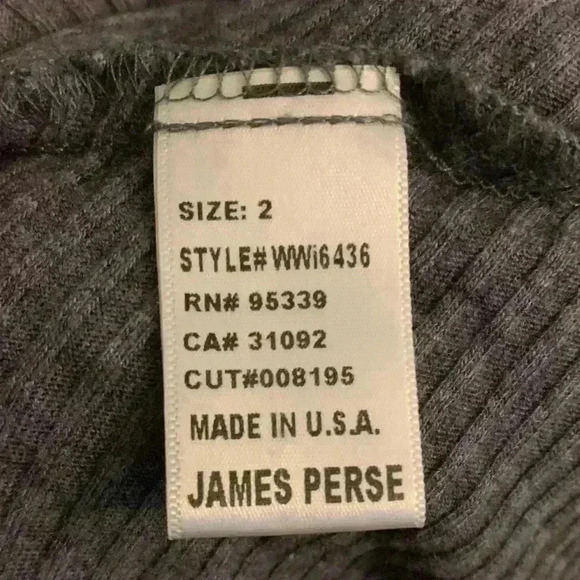 SIZE: 2
STYLE# WWi6436
RN# 95339
CA# 31092
CUT#008195
MADE IN U.S.A.
JAMES PERSE